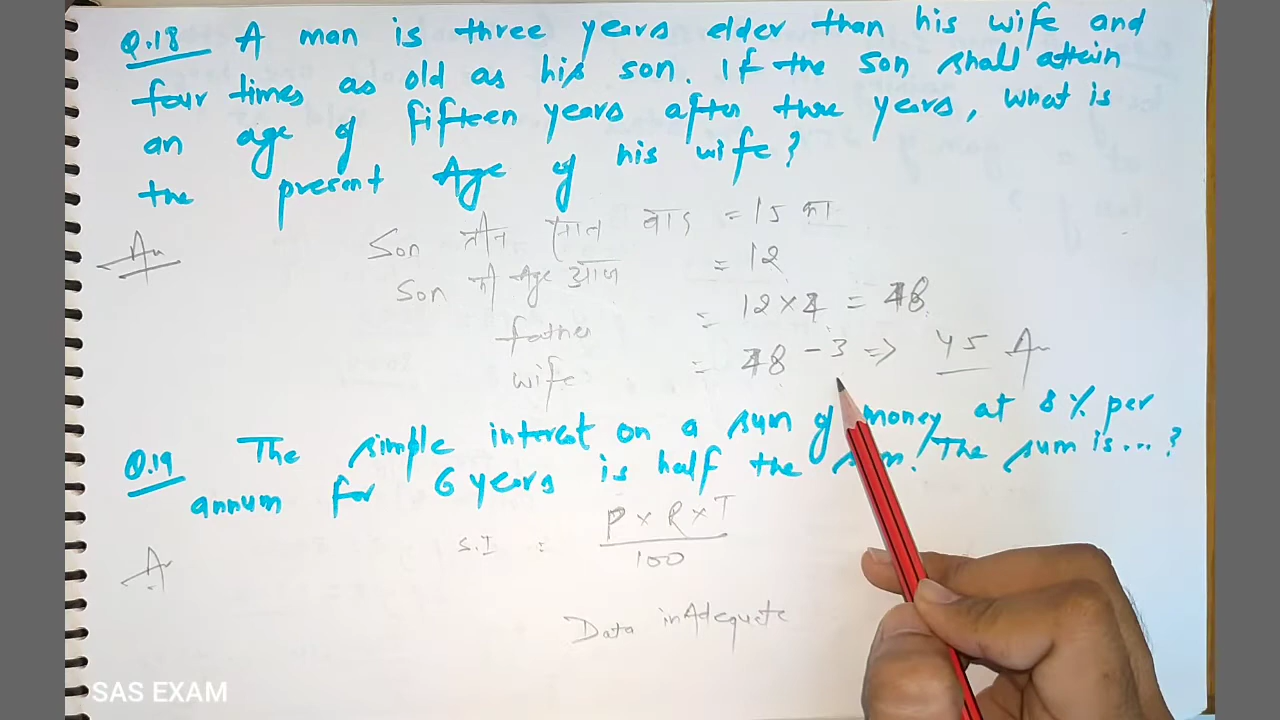 Q.18 A man is three years elder than his wife and
four times as old as his son. If the son shall attein
an age of fifteen years after three years, what is
the present Age of his wife?
An
Son तीन साल बाद = 15 का
Son की Age आज = 12
father = 12 × 4 = 48
wife = 48 - 3 => 45 A
Q.19 The simple interest on a sum of money at 8% per
annum for 6 years is half the sum. The sum is...?
A
S.I = P × R × T
100
Data inAdequate
SAS EXAM